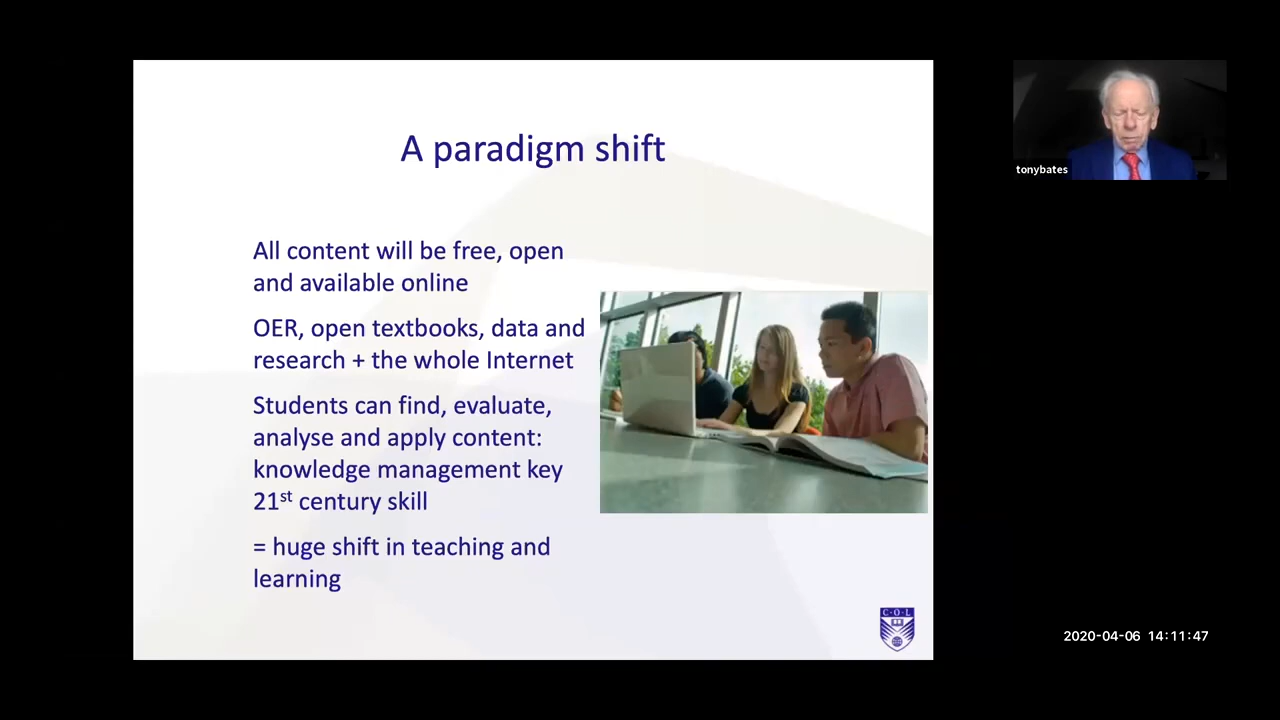 A paradigm shift
All content will be free, open
and available online
OER, open textbooks, data and
research + the whole Internet
Students can find, evaluate,
analyse and apply content:
knowledge management key
21st century skill
= huge shift in teaching and
learning
C·O·L
tonybates
2020-04-06 14:11:47